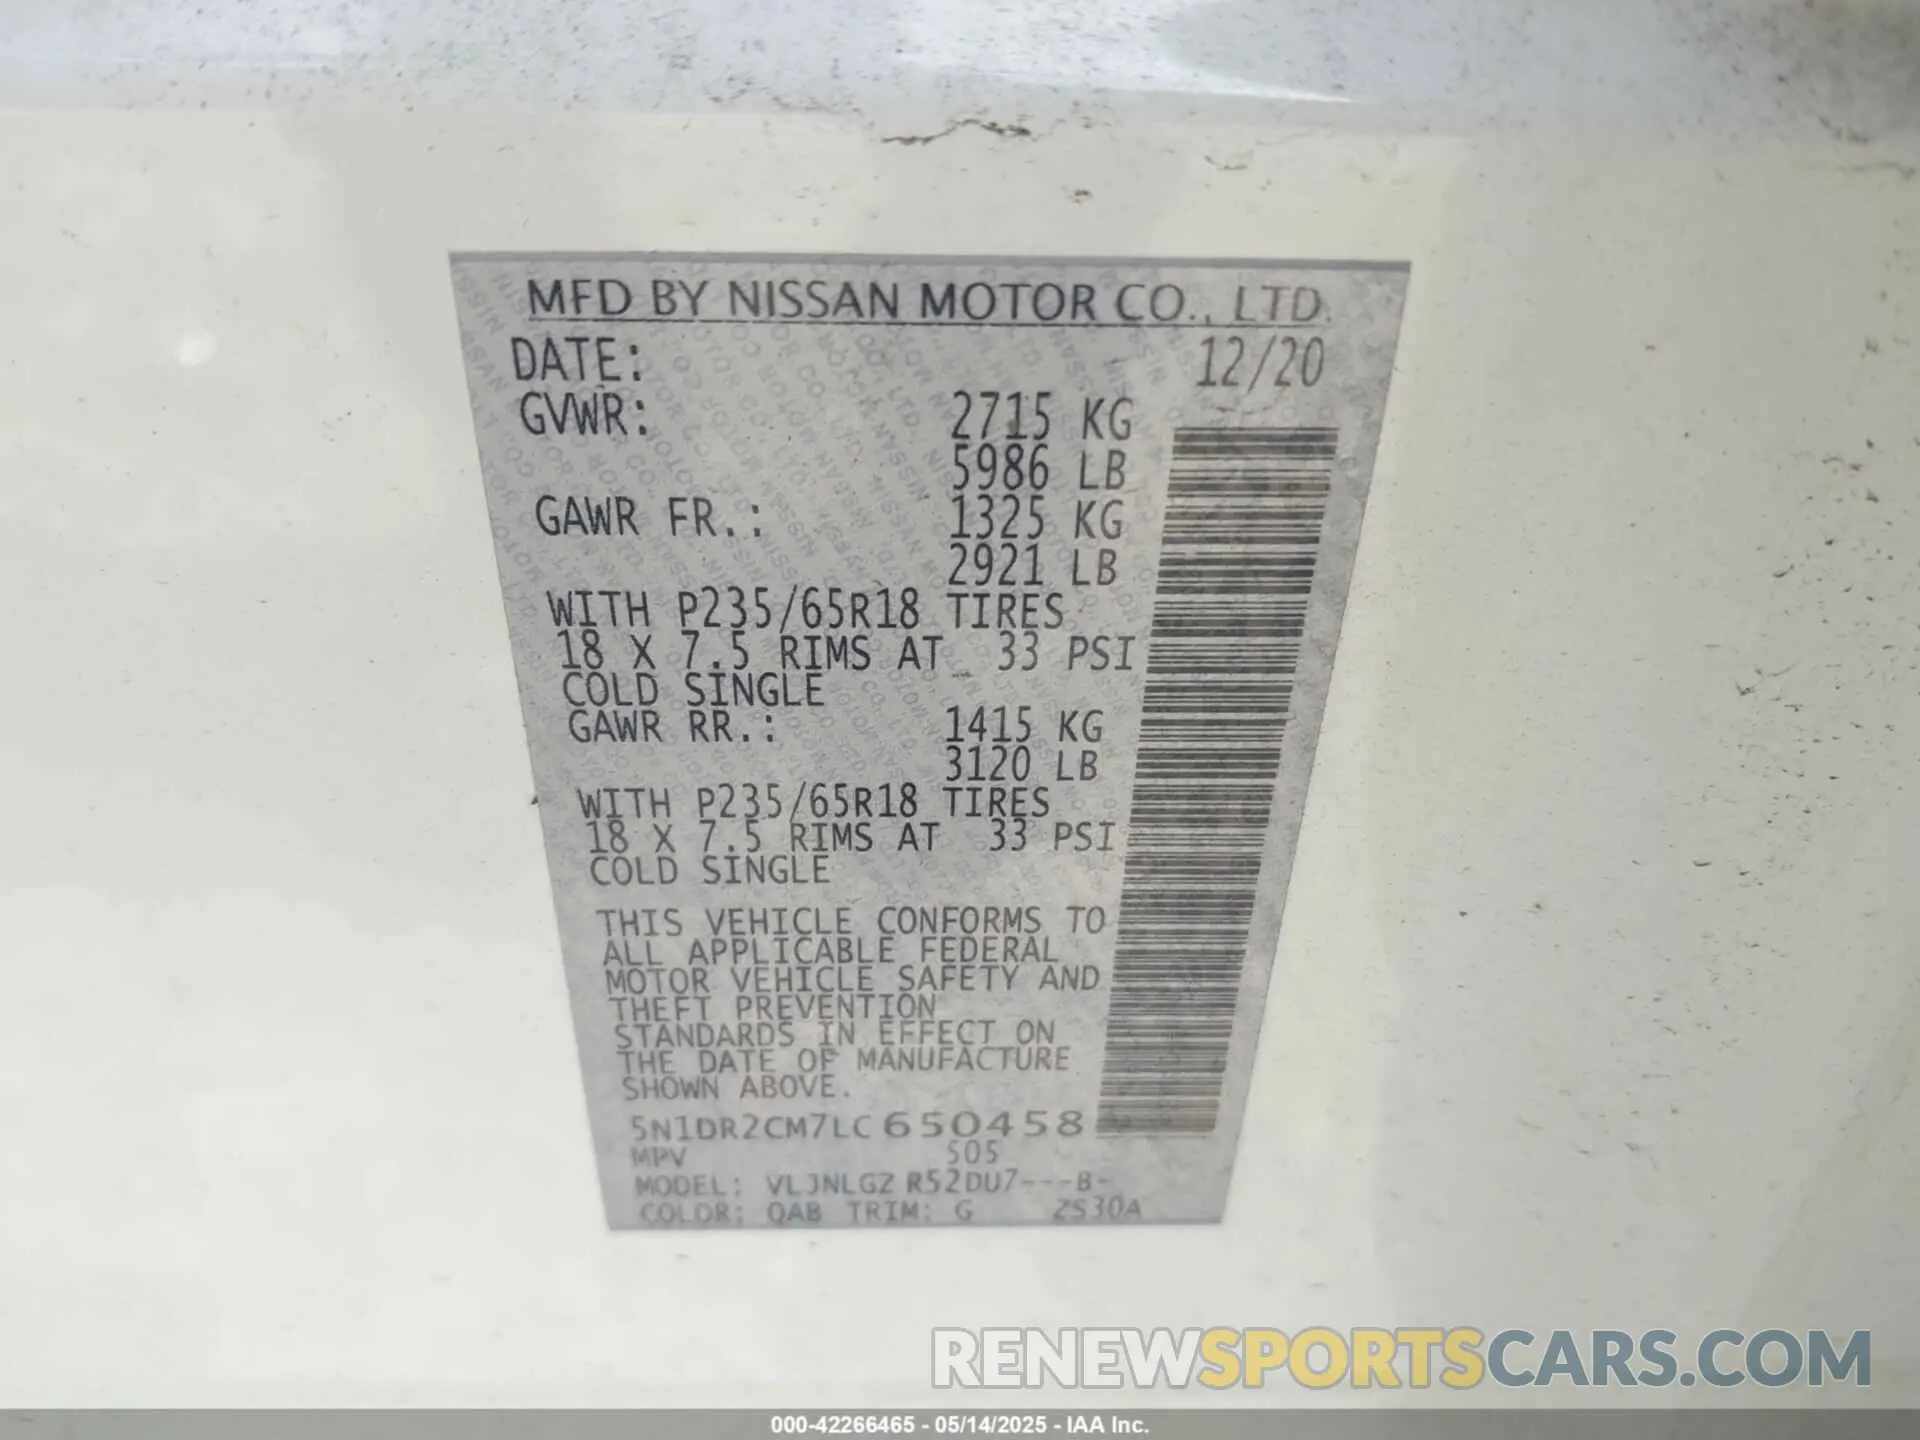 MFD BY NISSAN MOTOR CO., LTD.
DATE: 12/20
GVWR: 2715 KG
5986 LB
GAWR FR.: 1325 KG
2921 LB
WITH P235/65R18 TIRES
18 X 7.5 RIMS AT 33 PSI
COLD SINGLE
GAWR RR.: 1415 KG
3120 LB
WITH P235/65R18 TIRES
18 X 7.5 RIMS AT 33 PSI
COLD SINGLE
THIS VEHICLE CONFORMS TO
ALL APPLICABLE FEDERAL
MOTOR VEHICLE SAFETY AND
THEFT PREVENTION
STANDARDS IN EFFECT ON
THE DATE OF MANUFACTURE
SHOWN ABOVE.
5N1DR2CM7LC650458
MPV 505
MODEL: VLJNLGZ R52DU7---B-
COLOR: QAB TRIM: G ZS30A
RENEWSPORTSCARS.COM
000-42266465 - 05/14/2025 - IAA Inc.